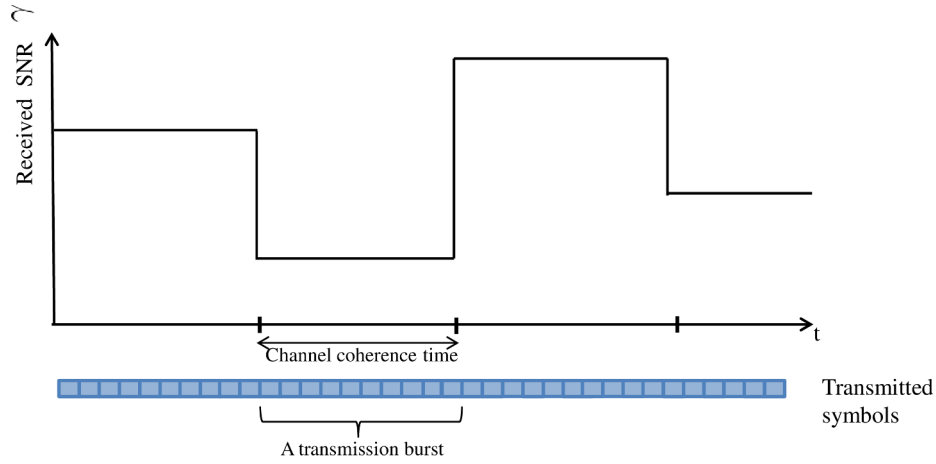 γ
Received SNR
t
Channel coherence time
Transmitted
symbols
A transmission burst